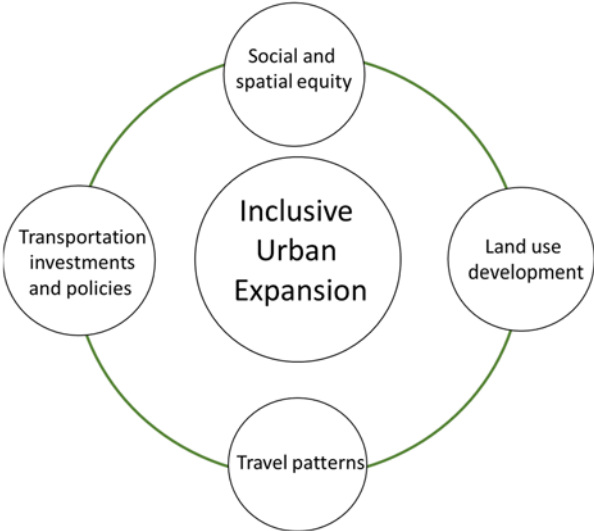 Social and
spatial equity
Inclusive
Urban
Expansion
Transportation
investments
and policies
Land use
development
Travel patterns